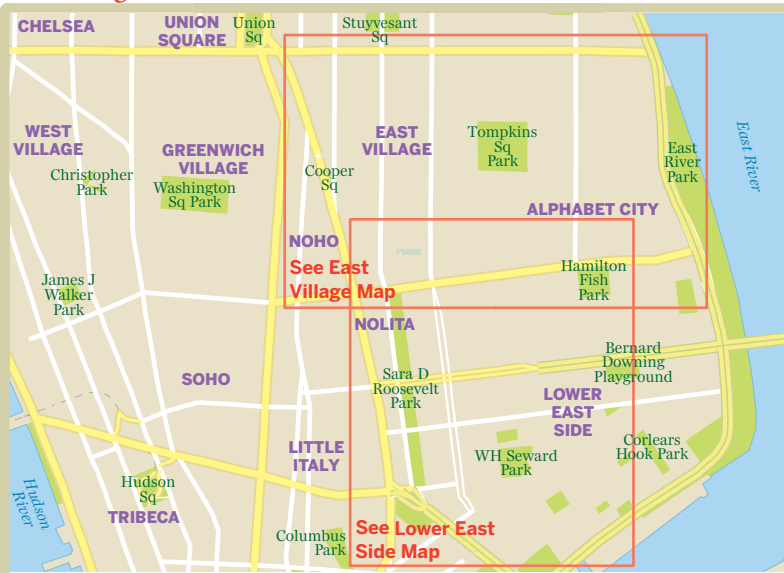 CHELSEA
UNION
SQUARE
Union
Sq
Stuyvesant
Sq
WEST
VILLAGE
GREENWICH
VILLAGE
EAST
VILLAGE
Tompkins
Sq
Park
East
River
Park
East River
Christopher
Park
Washington
Sq Park
Cooper
Sq
ALPHABET CITY
NOHO
See East
Village Map
Hamilton
Fish
Park
James J
Walker
Park
NOLITA
Bernard
Downing
Playground
SOHO
Sara D
Roosevelt
Park
LOWER
EAST
SIDE
LITTLE
ITALY
WH Seward
Park
Corlears
Hook Park
Hudson
River
Hudson
Sq
TRIBECA
Columbus
Park
See Lower East
Side Map